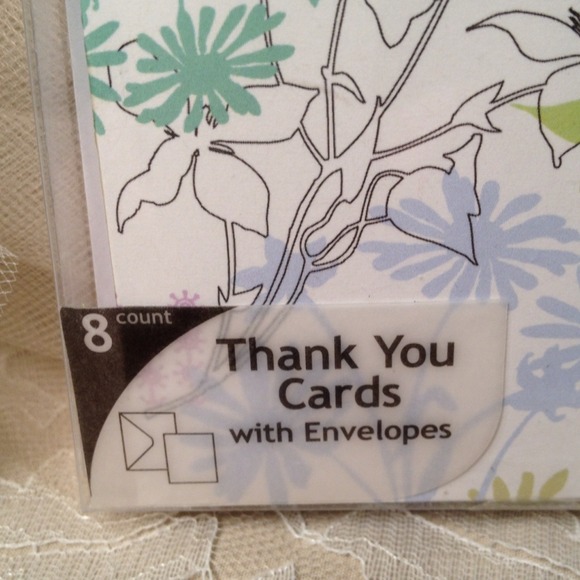 8 count
Thank You
Cards
with Envelopes